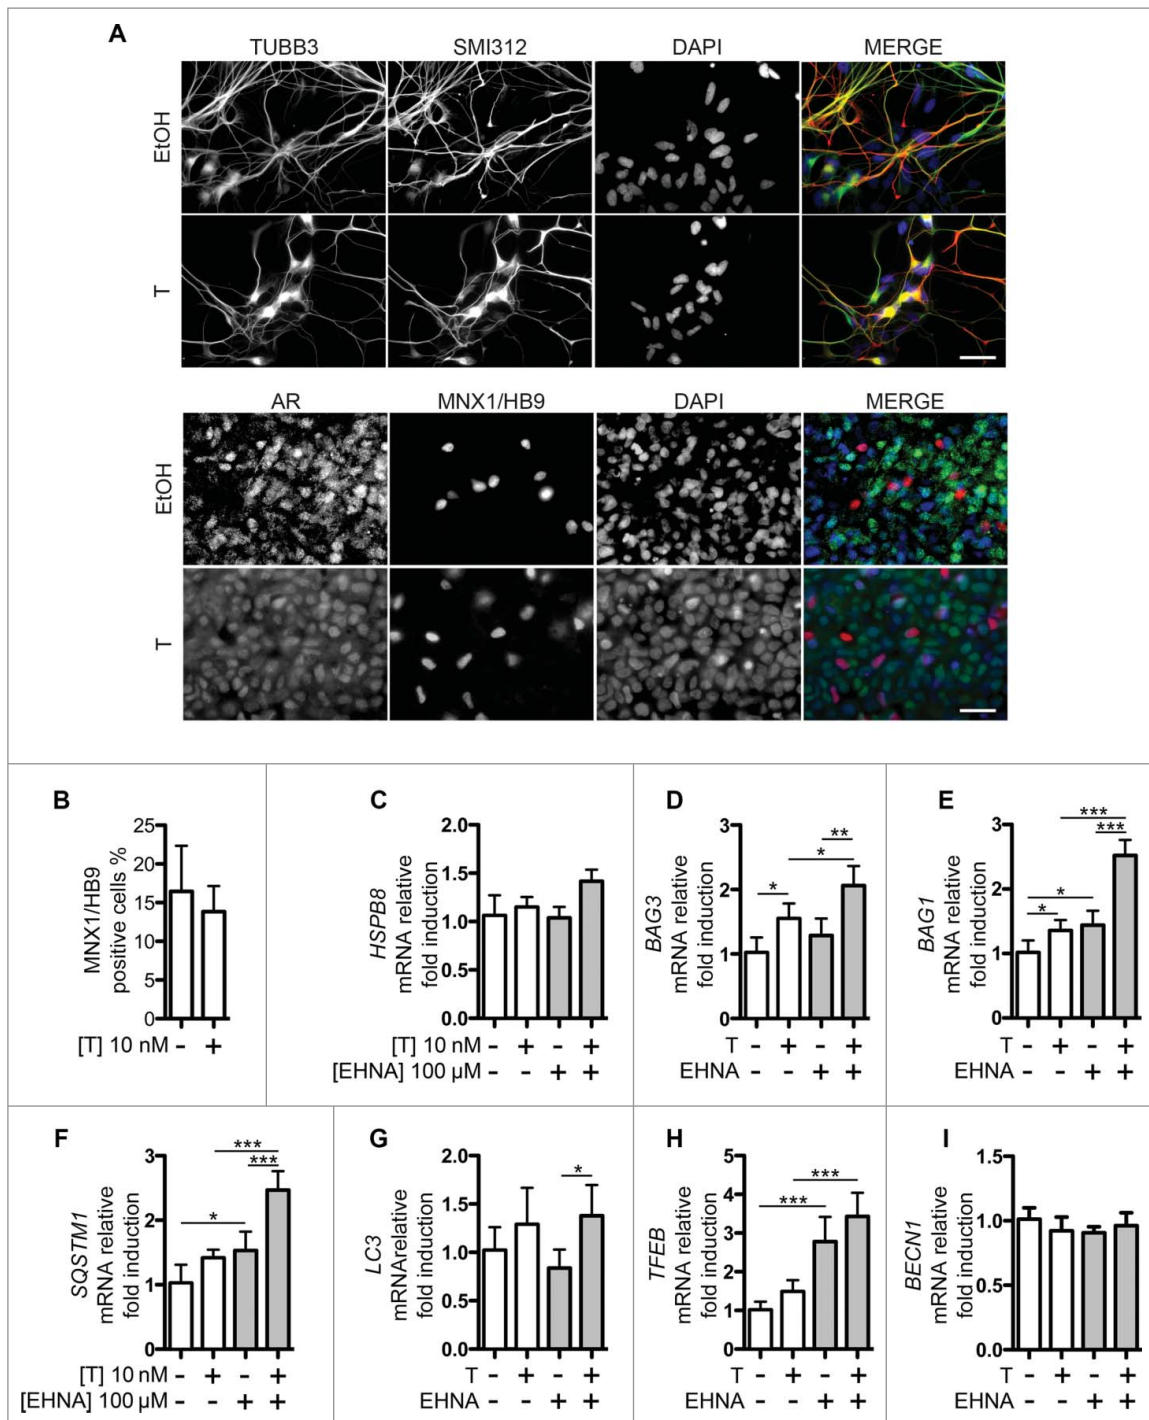 A
TUBB3 SMI312 DAPI MERGE
EtOH
T
AR MNX1/HB9 DAPI MERGE
EtOH
T
B
MNX1/HB9
positive cells %
25
20
15
10
5
0
[T] 10 nM - +
C
HSPB8
mRNA relative
fold induction
2.0
1.5
1.0
0.5
0.0
[T] 10 nM - + - +
[EHNA] 100 µM - - + +
D
BAG3
mRNA relative
fold induction
3
2
1
0
* * **
T - + - +
EHNA - - + +
E
BAG1
mRNA relative
fold induction
3
2
1
0
* * *** ***
T - + - +
EHNA - - + +
F
SQSTM1
mRNA relative
fold induction
3
2
1
0
* *** ***
[T] 10 nM - + - +
[EHNA] 100 µM - - + +
G
LC3
mRNArelative
fold induction
2.0
1.5
1.0
0.5
0.0
*
T - + - +
EHNA - - + +
H
TFEB
mRNA relative
fold induction
5
4
3
2
1
0
*** ***
T - + - +
EHNA - - + +
I
BECN1
mRNA relative
fold induction
1.5
1.0
0.5
0.0
T - + - +
EHNA - - + +